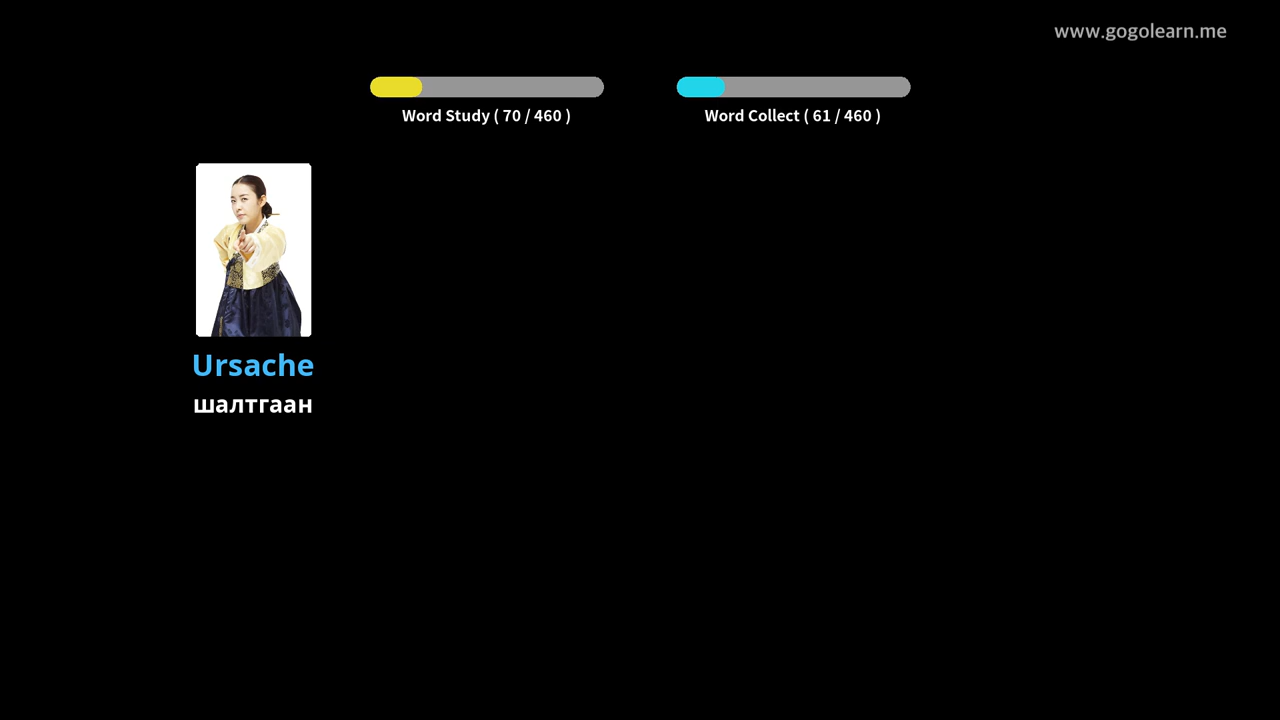 www.gogolearn.me
Word Study ( 70 / 460 )
Word Collect ( 61 / 460 )
Ursache
шалтгаан